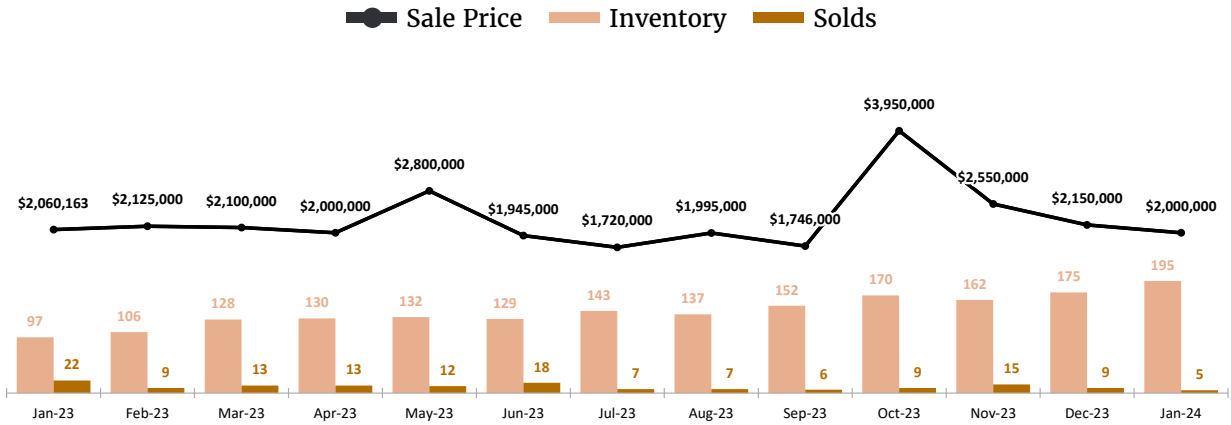 Sale Price Inventory Solds
$3,950,000
$2,800,000
$2,550,000
$2,060,163 $2,125,000 $2,100,000 $2,000,000 $1,945,000 $1,720,000 $1,995,000 $1,746,000 $2,150,000 $2,000,000
97 106 128 130 132 129 143 137 152 170 162 175 195
22 9 13 13 12 18 7 7 6 9 15 9 5
Jan-23 Feb-23 Mar-23 Apr-23 May-23 Jun-23 Jul-23 Aug-23 Sep-23 Oct-23 Nov-23 Dec-23 Jan-24